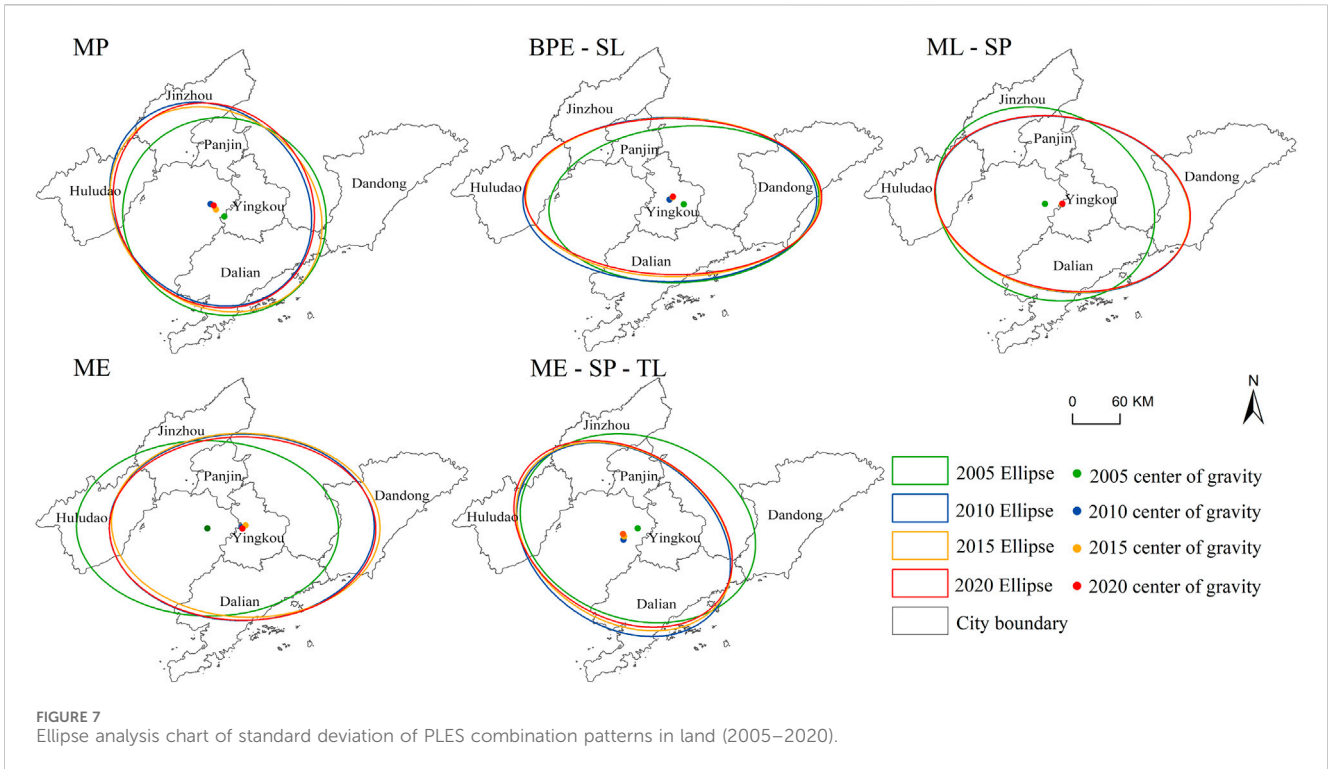 MP
BPE - SL
ML - SP
Jinzhou
Panjin
Huludao
Yingkou
Dandong
Dalian
Jinzhou
Panjin
Huludao
Yingkou
Dandong
Dalian
Jinzhou
Panjin
Huludao
Yingkou
Dandong
Dalian
ME
ME - SP - TL
Jinzhou
Panjin
Huludao
Yingkou
Dandong
Dalian
Jinzhou
Panjin
Huludao
Yingkou
Dandong
Dalian
0 60 KM
N
2005 Ellipse
2005 center of gravity
2010 Ellipse
2010 center of gravity
2015 Ellipse
2015 center of gravity
2020 Ellipse
2020 center of gravity
City boundary
FIGURE 7
Ellipse analysis chart of standard deviation of PLES combination patterns in land (2005–2020).